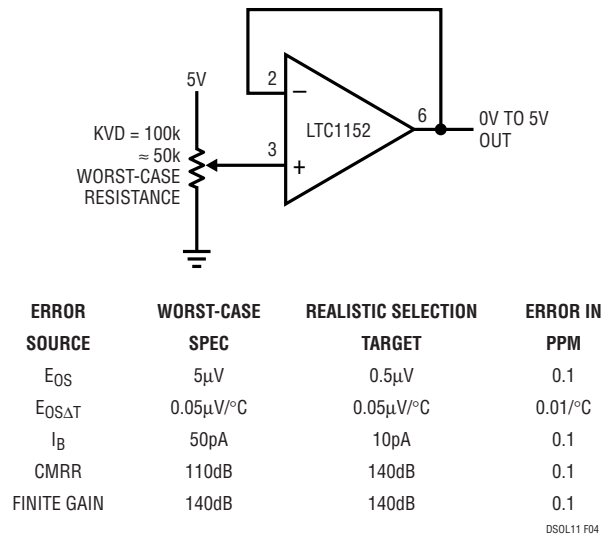 5V
KVD = 100k
≈ 50k
WORST-CASE
RESISTANCE
2
3
–
+
LTC1152
6
0V TO 5V
OUT
ERROR SOURCE WORST-CASE SPEC REALISTIC SELECTION TARGET ERROR IN PPM
EOS 5µV 0.5µV 0.1
EOSΔT 0.05µV/°C 0.05µV/°C 0.01/°C
IB 50pA 10pA 0.1
CMRR 110dB 140dB 0.1
FINITE GAIN 140dB 140dB 0.1
DSOL11 F04